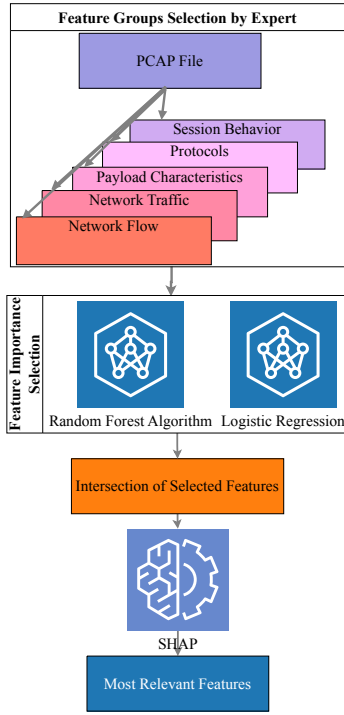 Feature Groups Selection by Expert
PCAP File
Session Behavior
Protocols
Payload Characteristics
Network Traffic
Network Flow
Feature Importance
Selection
Random Forest Algorithm
Logistic Regression
Intersection of Selected Features
SHAP
Most Relevant Features